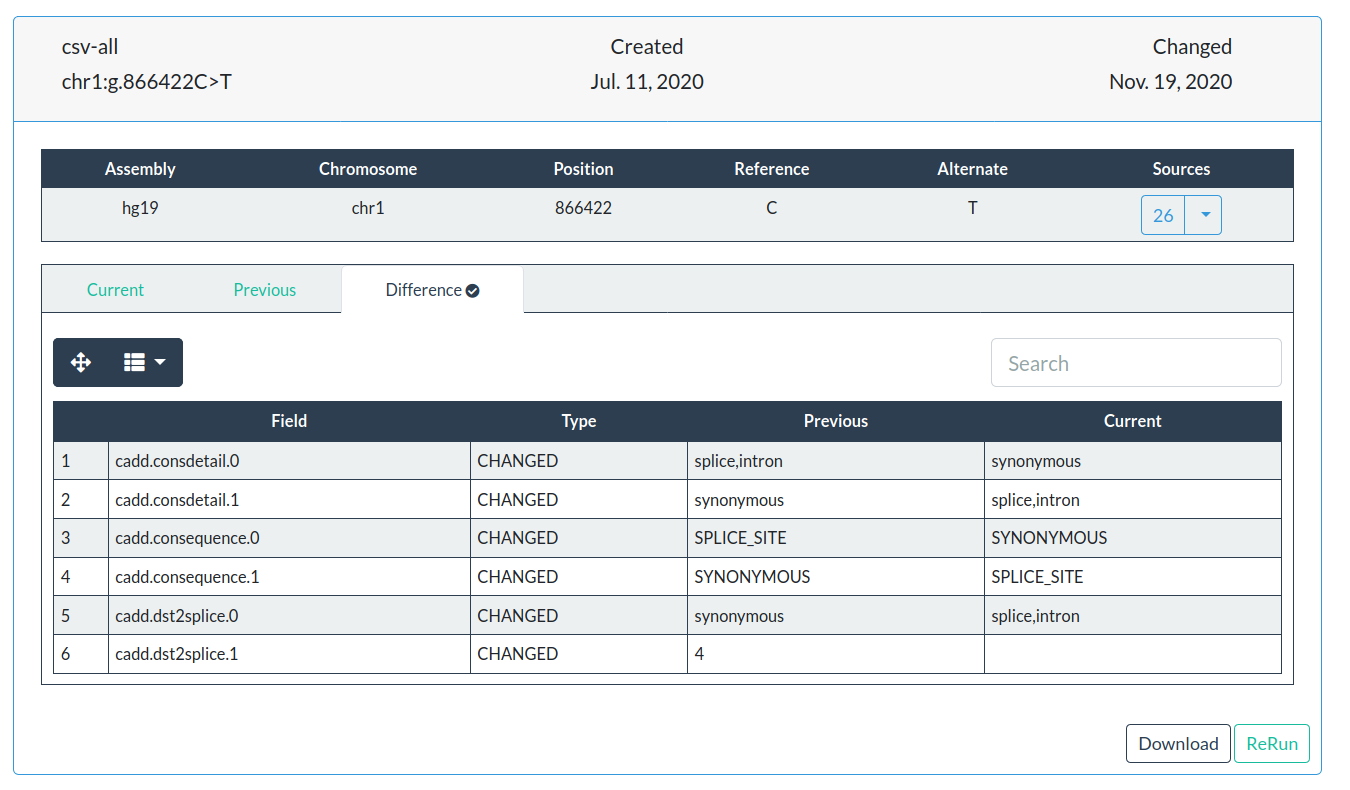 csv-all Created Changed
chr1:g.866422C>T Jul. 11, 2020 Nov. 19, 2020
Assembly Chromosome Position Reference Alternate Sources
hg19 chr1 866422 C T 26
Current Previous Difference
Search
Field Type Previous Current
1 cadd.consdetail.0 CHANGED splice,intron synonymous
2 cadd.consdetail.1 CHANGED synonymous splice,intron
3 cadd.consequence.0 CHANGED SPLICE_SITE SYNONYMOUS
4 cadd.consequence.1 CHANGED SYNONYMOUS SPLICE_SITE
5 cadd.dst2splice.0 CHANGED synonymous splice,intron
6 cadd.dst2splice.1 CHANGED 4
Download ReRun